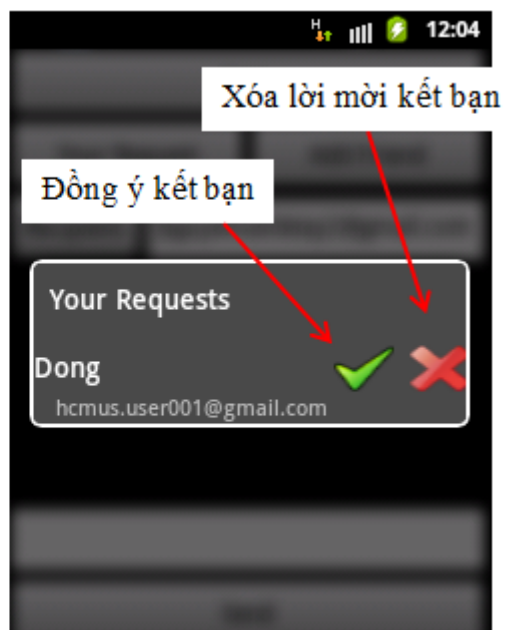 H
12:04
Xóa lời mời kết bạn
Đồng ý kết bạn
Your Requests
Dong
hcmus.user001@gmail.com